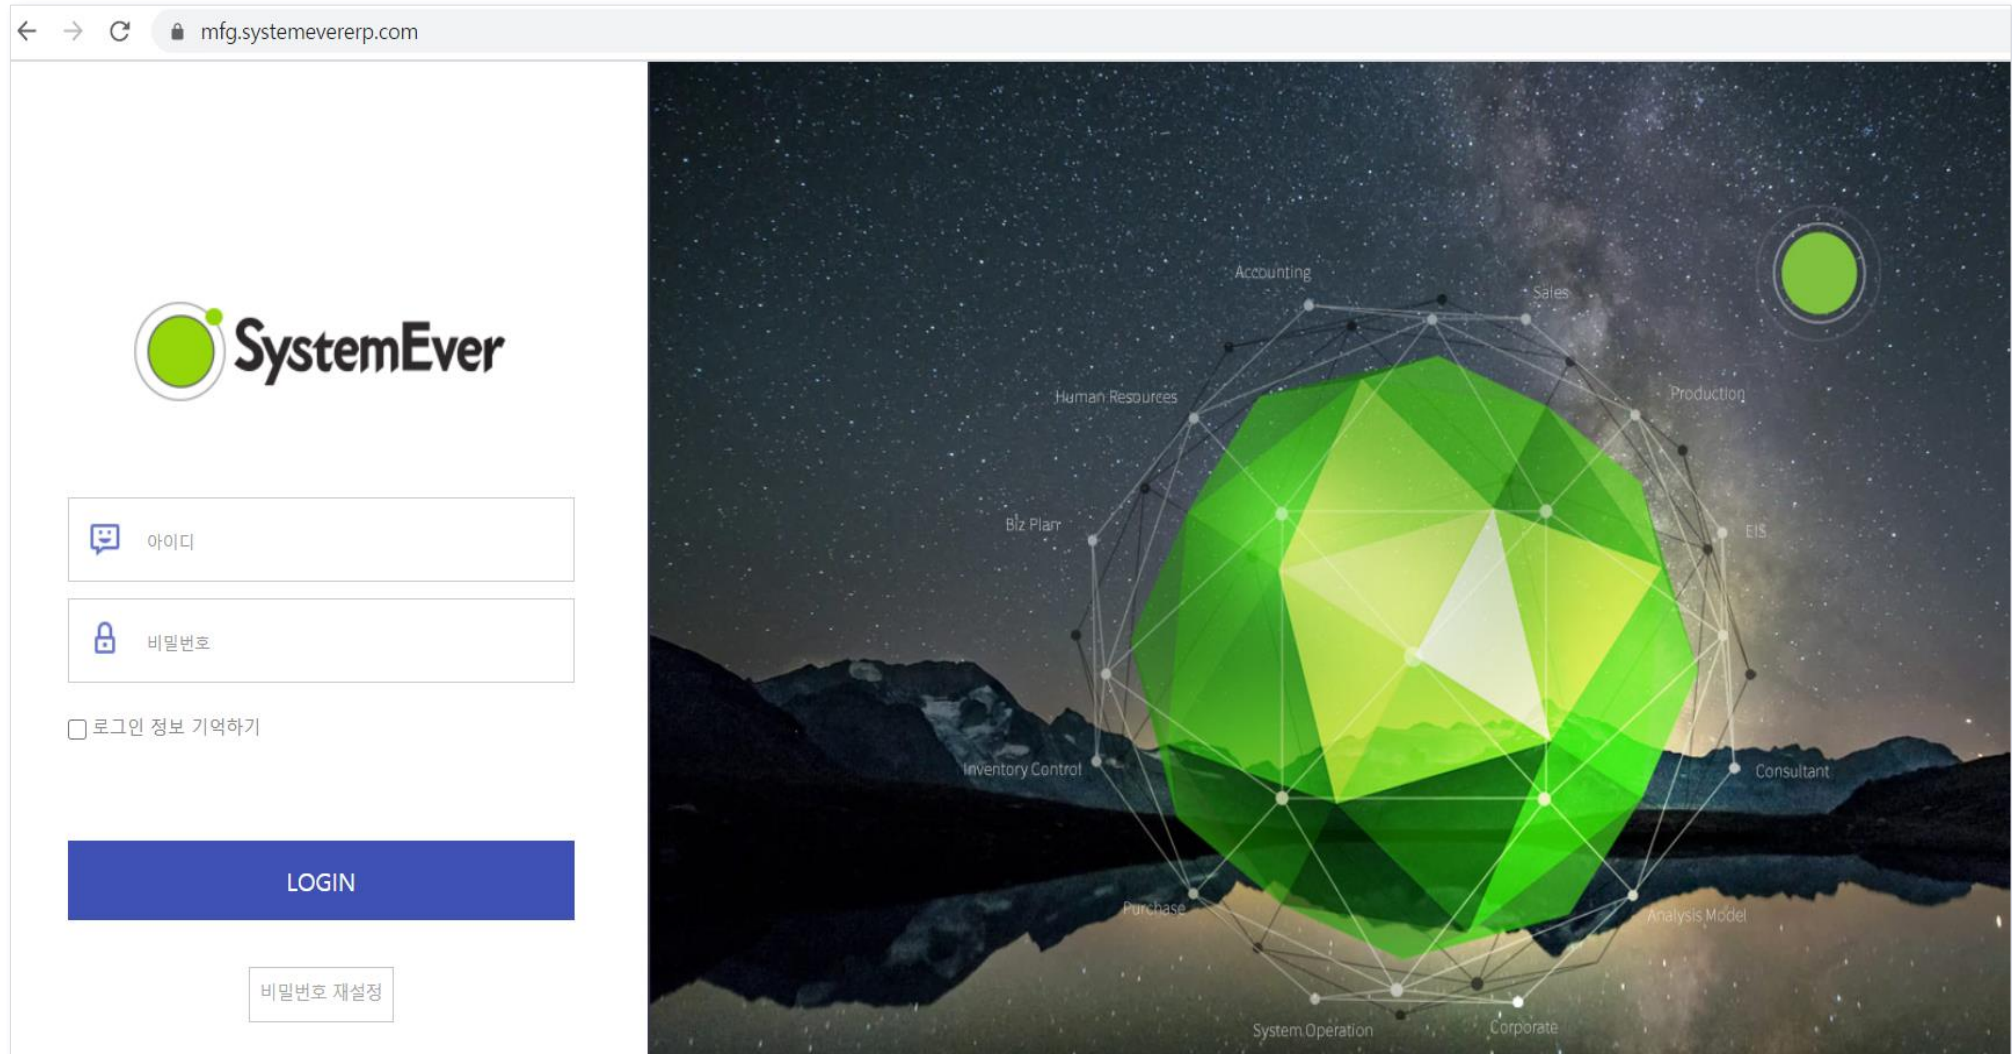 mfg.systemevererp.com
SystemEver
아이디
비밀번호
로그인 정보 기억하기
LOGIN
비밀번호 재설정
Accounting
Sales
Human Resources
Production
Biz Plan
EIS
Inventory Control
Consultant
Purchase
Analysis Model
System Operation
Corporate